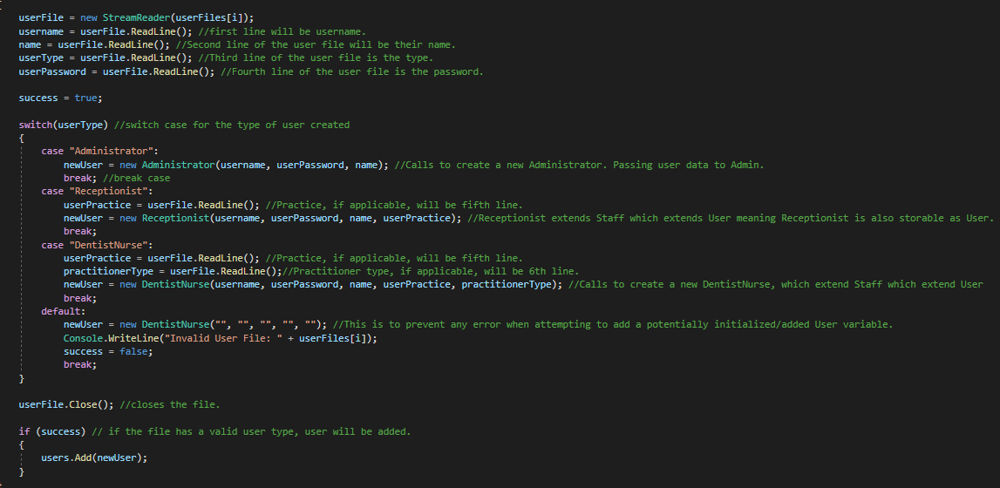 userFile = new StreamReader(userFiles[i]);
username = userFile.ReadLine(); //first line will be username.
name = userFile.ReadLine(); //Second line of the user file will be their name.
userType = userFile.ReadLine(); //Third line of the user file is the type.
userPassword = userFile.ReadLine(); //Fourth line of the user file is the password.
success = true;
switch(userType) //switch case for the type of user created
{
case "Administrator":
newUser = new Administrator(username, userPassword, name); //Calls to create a new Administrator. Passing user data to Admin.
break; //break case
case "Receptionist":
userPractice = userFile.ReadLine(); //Practice, if applicable, will be fifth line.
newUser = new Receptionist(username, userPassword, name, userPractice); //Receptionist extends Staff which extends User meaning Receptionist is also storable as User.
break;
case "DentistNurse":
userPractice = userFile.ReadLine(); //Practice, if applicable, will be fifth line.
practitionerType = userFile.ReadLine();//Practitioner type, if applicable, will be 6th line.
newUser = new DentistNurse(username, userPassword, name, userPractice, practitionerType); //Calls to create a new DentistNurse, which extend Staff which extend User
break;
default:
newUser = new DentistNurse("", "", "", "", ""); //This is to prevent any error when attempting to add a potentially initialized/added User variable.
Console.WriteLine("Invalid User File: " + userFiles[i]);
success = false;
break;
}
userFile.Close(); //closes the file.
if (success) // if the file has a valid user type, user will be added.
{
users.Add(newUser);
}